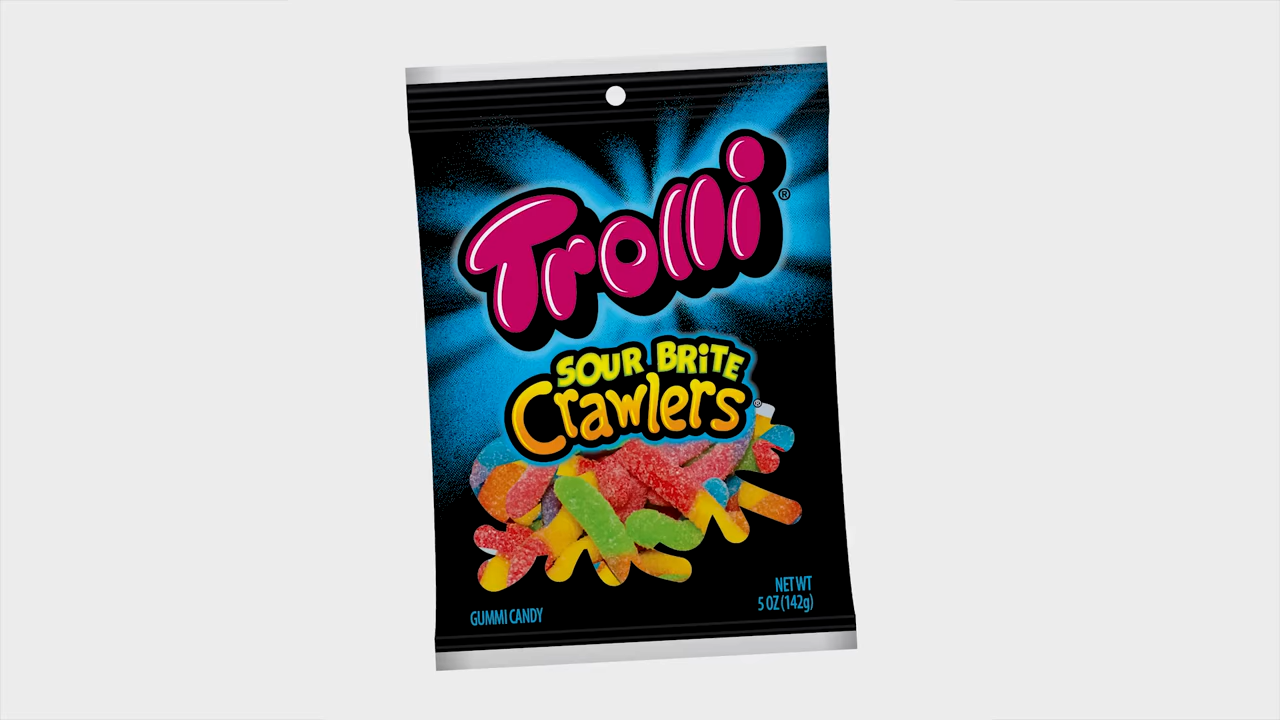 Trolli®
SOUR BRiTE
Crawlers®
GUMMI CANDY
NET WT
5 OZ (142g)